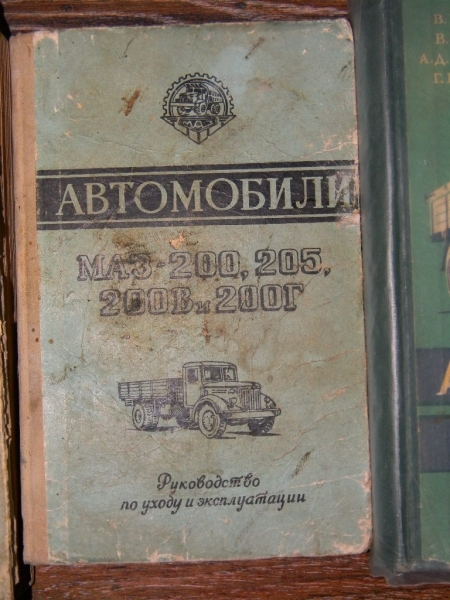 АВТОМОБИЛИ
МАЗ-200, 205,
200В и 200Г
Руководство
по уходу и эксплуатации
В.
В.
А.Д.
Г.
А